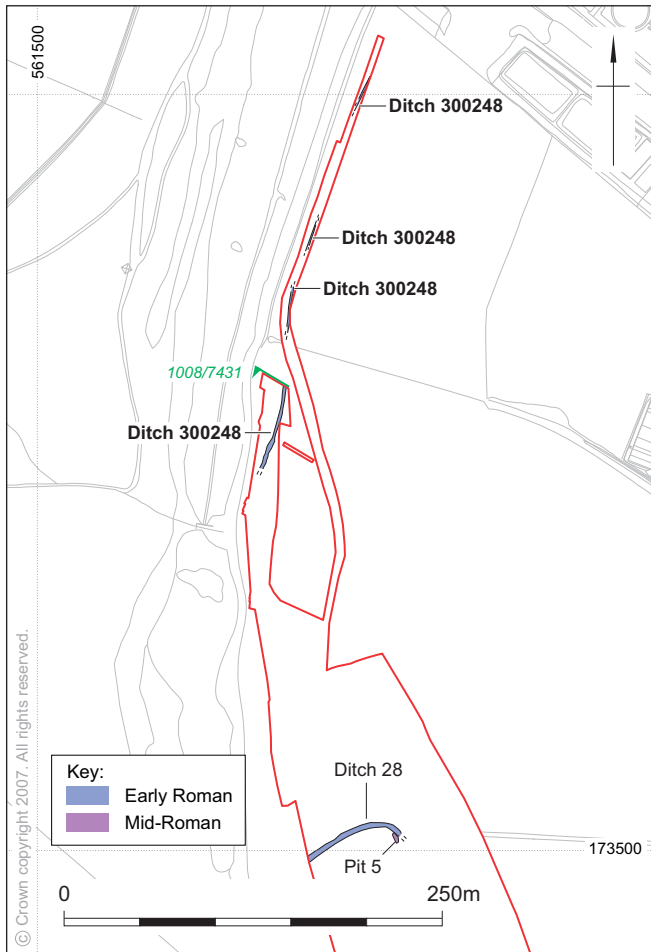 561500
Ditch 300248
Ditch 300248
Ditch 300248
1008/7431
Ditch 300248
© Crown copyright 2007. All rights reserved.
Key:
Early Roman
Mid-Roman
Ditch 28
Pit 5
173500
0 250m